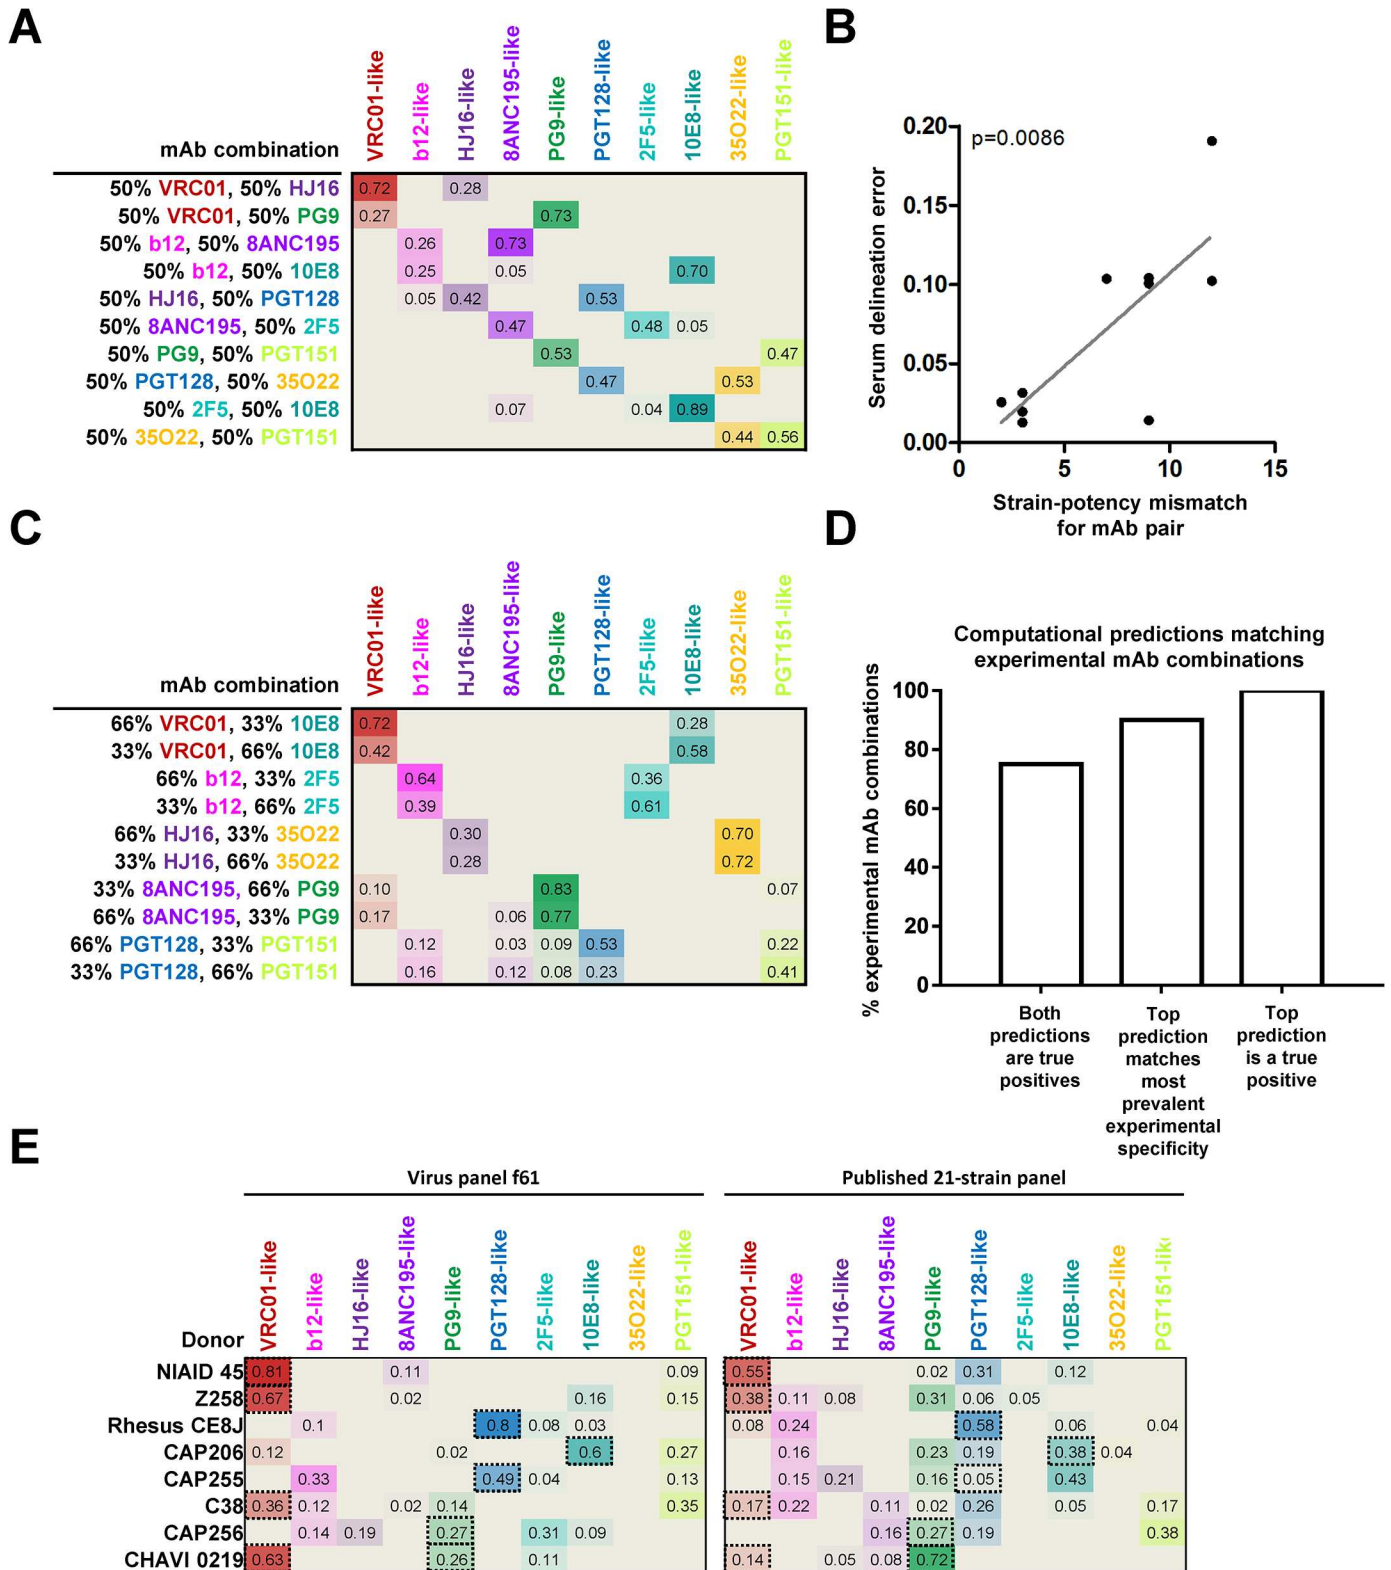 A
VRC01-like
b12-like
HJ16-like
8ANC195-like
PG9-like
PGT128-like
2F5-like
10E8-like
35O22-like
PGT151-like
mAb combination
50% VRC01, 50% HJ16 0.72 0.28
50% VRC01, 50% PG9 0.27 0.73
50% b12, 50% 8ANC195 0.26 0.73
50% b12, 50% 10E8 0.25 0.05 0.70
50% HJ16, 50% PGT128 0.05 0.42 0.53
50% 8ANC195, 50% 2F5 0.47 0.48 0.05
50% PG9, 50% PGT151 0.53 0.47
50% PGT128, 50% 35O22 0.47 0.53
50% 2F5, 50% 10E8 0.07 0.04 0.89
50% 35O22, 50% PGT151 0.44 0.56
B
p=0.0086
Serum delineation error
0.20
0.15
0.10
0.05
0.00
0 5 10 15
Strain-potency mismatch
for mAb pair
C
VRC01-like
b12-like
HJ16-like
8ANC195-like
PG9-like
PGT128-like
2F5-like
10E8-like
35O22-like
PGT151-like
mAb combination
66% VRC01, 33% 10E8 0.72 0.28
33% VRC01, 66% 10E8 0.42 0.58
66% b12, 33% 2F5 0.64 0.36
33% b12, 66% 2F5 0.39 0.61
66% HJ16, 33% 35O22 0.30 0.70
33% HJ16, 66% 35O22 0.28 0.72
33% 8ANC195, 66% PG9 0.10 0.83 0.07
66% 8ANC195, 33% PG9 0.17 0.06 0.77
66% PGT128, 33% PGT151 0.12 0.03 0.09 0.53 0.22
33% PGT128, 66% PGT151 0.16 0.12 0.08 0.23 0.41
D
Computational predictions matching
experimental mAb combinations
% experimental mAb combinations
100
80
60
40
20
0
Both
predictions
are true
positives
Top
prediction
matches
most
prevalent
experimental
specificity
Top
prediction
is a true
positive
E
Virus panel f61
Published 21-strain panel
VRC01-like
b12-like
HJ16-like
8ANC195-like
PG9-like
PGT128-like
2F5-like
10E8-like
35O22-like
PGT151-like
VRC01-like
b12-like
HJ16-like
8ANC195-like
PG9-like
PGT128-like
2F5-like
10E8-like
35O22-like
PGT151-lik
Donor
NIAID 45 0.81 0.11 0.09 0.55 0.02 0.31 0.12
Z258 0.67 0.02 0.16 0.15 0.38 0.11 0.08 0.31 0.06 0.05
Rhesus CE8J 0.1 0.8 0.08 0.03 0.08 0.24 0.58 0.06 0.04
CAP206 0.12 0.02 0.6 0.27 0.16 0.23 0.19 0.38 0.04
CAP255 0.33 0.49 0.04 0.13 0.15 0.21 0.16 0.05 0.43
C38 0.36 0.12 0.02 0.14 0.35 0.17 0.22 0.11 0.02 0.26 0.05 0.17
CAP256 0.14 0.19 0.27 0.31 0.09 0.16 0.27 0.19 0.38
CHAVI 0219 0.63 0.26 0.11 0.14 0.05 0.08 0.72